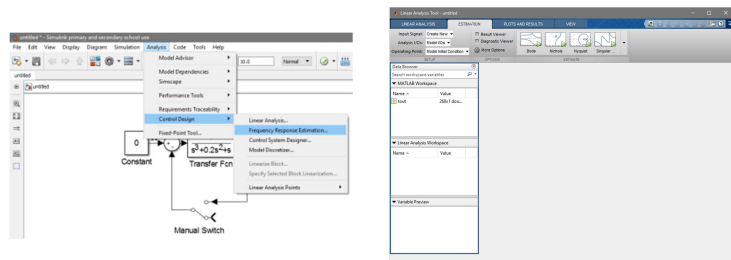 untitled * - Simulink primary and secondary school use
File Edit View Display Diagram Simulation Analysis Code Tools Help
10.0 Normal
untitled
untitled
Model Advisor
Model Dependencies
Simscape
Performance Tools
Requirements Traceability
Control Design
Fixed-Point Tool...
Linear Analysis...
Frequency Response Estimation...
Control System Designer...
Model Discretizer...
Linearize Block...
Specify Selected Block Linearization...
Linear Analysis Points
0
Constant
s³+0.2s²+s
Transfer Fcn
Manual Switch
Linear Analysis Tool - untitled
LINEAR ANALYSIS ESTIMATION PLOTS AND RESULTS VIEW
Input Signal: Create New
Analysis I/Os: Model I/Os
Operating Point: Model Initial Condition
Result Viewer
Diagnostic Viewer
More Options
Bode Nichols Nyquist Singular ...
SETUP OPTIONS ESTIMATE
Data Browser
Search workspace variables
▼ MATLAB Workspace
Name Value
tout 268x1 dou...
▼ Linear Analysis Workspace
Name Value
▼ Variable Preview